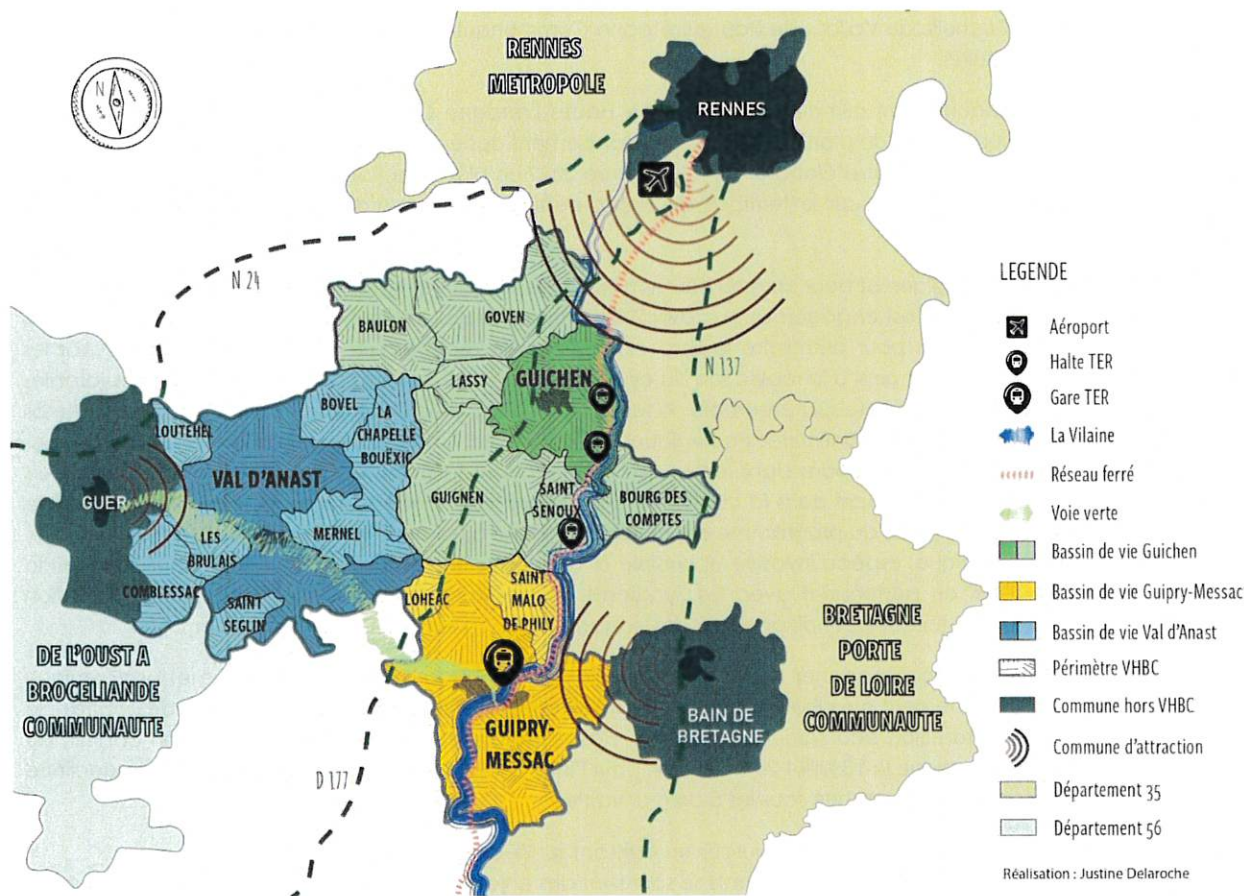 RENNES
METROPOLE
RENNES
N
N 24
N 137
BAULON
GOVEN
LASSY
GUICHEN
BOVEL
LA
CHAPELLE
BOUËXIC
LOUTEHEL
VAL D'ANAST
GUER
GUIGNEN
SAINT
SENOUX
BOURG DES
COMPTES
MERNEL
LES
BRULAIS
COMBLESSAC
SAINT
SEGLIN
LOHEAC
SAINT
MALO
DE PHILY
DE L'OUST A
BROCELIANDE
COMMUNAUTE
GUIPRY-
MESSAC
BAIN DE
BRETAGNE
BRETAGNE
PORTE
DE LOIRE
COMMUNAUTE
D 177
LEGENDE
Aéroport
Halte TER
Gare TER
La Vilaine
Réseau ferré
Voie verte
Bassin de vie Guichen
Bassin de vie Guipry-Messac
Bassin de vie Val d'Anast
Périmètre VHBC
Commune hors VHBC
Commune d'attraction
Département 35
Département 56
Réalisation : Justine Delaroche